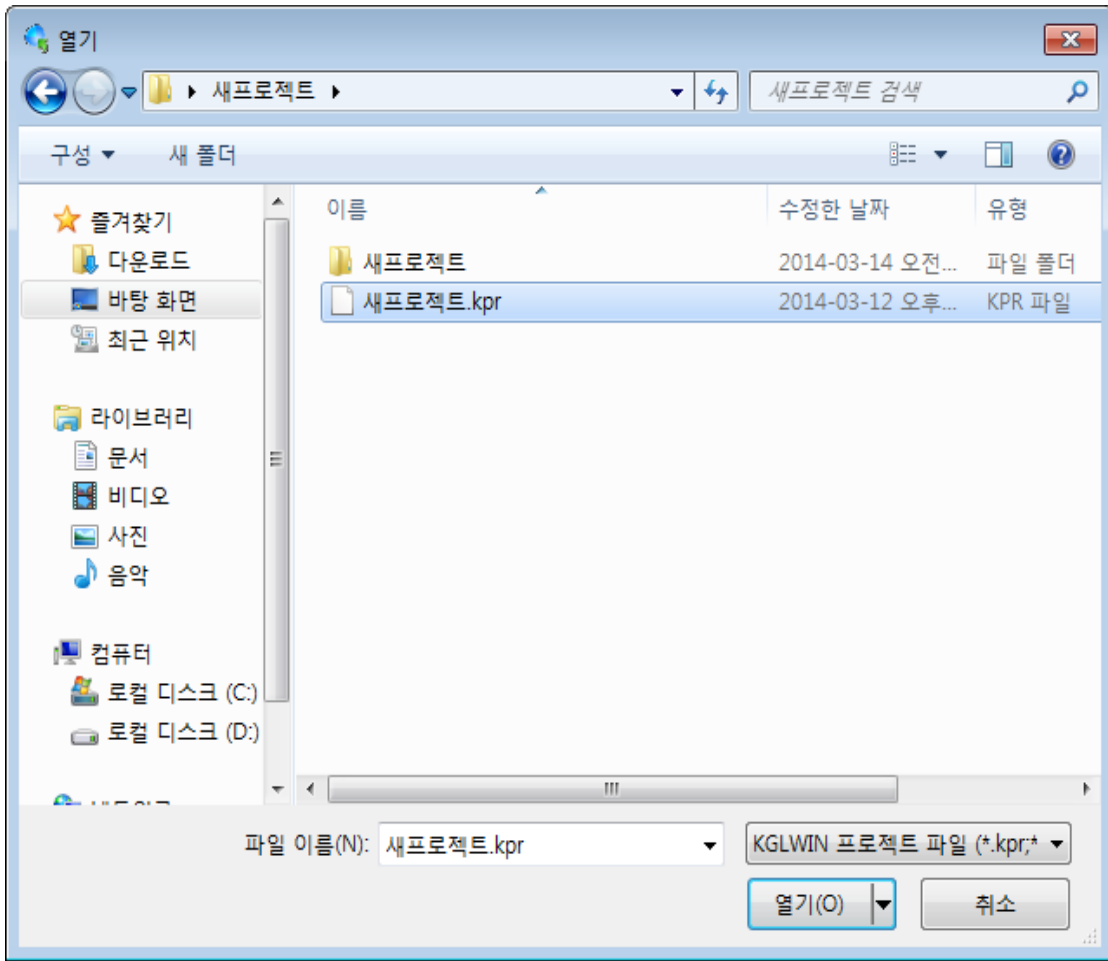 열기
새프로젝트
새프로젝트 검색
구성 새 폴더
이름 수정한 날짜 유형
새프로젝트 2014-03-14 오전... 파일 폴더
새프로젝트.kpr 2014-03-12 오후... KPR 파일
즐겨찾기
다운로드
바탕 화면
최근 위치
라이브러리
문서
비디오
사진
음악
컴퓨터
로컬 디스크 (C:)
로컬 디스크 (D:)
파일 이름(N): 새프로젝트.kpr KGLWIN 프로젝트 파일 (*.kpr;*
열기(O) 취소